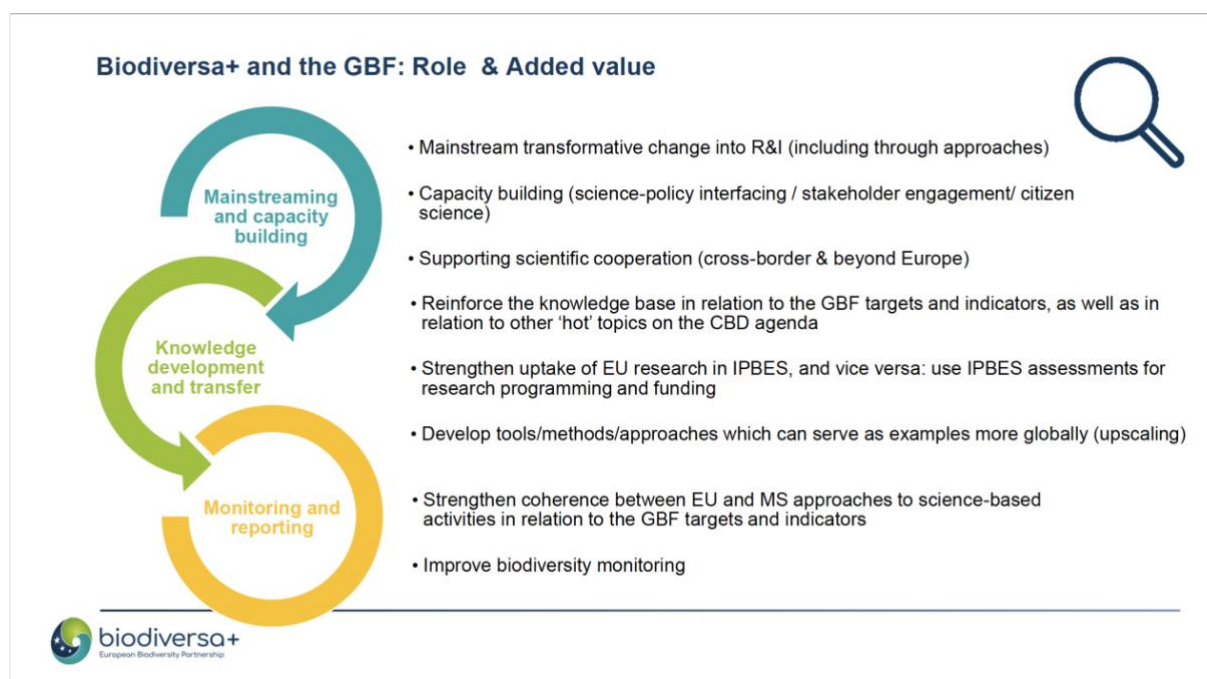 Biodiversa+ and the GBF: Role & Added value
Mainstreaming
and capacity
building
• Mainstream transformative change into R&I (including through approaches)
• Capacity building (science-policy interfacing / stakeholder engagement/ citizen
science)
• Supporting scientific cooperation (cross-border & beyond Europe)
Knowledge
development
and transfer
• Reinforce the knowledge base in relation to the GBF targets and indicators, as well as in
relation to other ‘hot’ topics on the CBD agenda
• Strengthen uptake of EU research in IPBES, and vice versa: use IPBES assessments for
research programming and funding
• Develop tools/methods/approaches which can serve as examples more globally (upscaling)
Monitoring and
reporting
• Strengthen coherence between EU and MS approaches to science-based
activities in relation to the GBF targets and indicators
• Improve biodiversity monitoring
biodiversa+
European Biodiversity Partnership